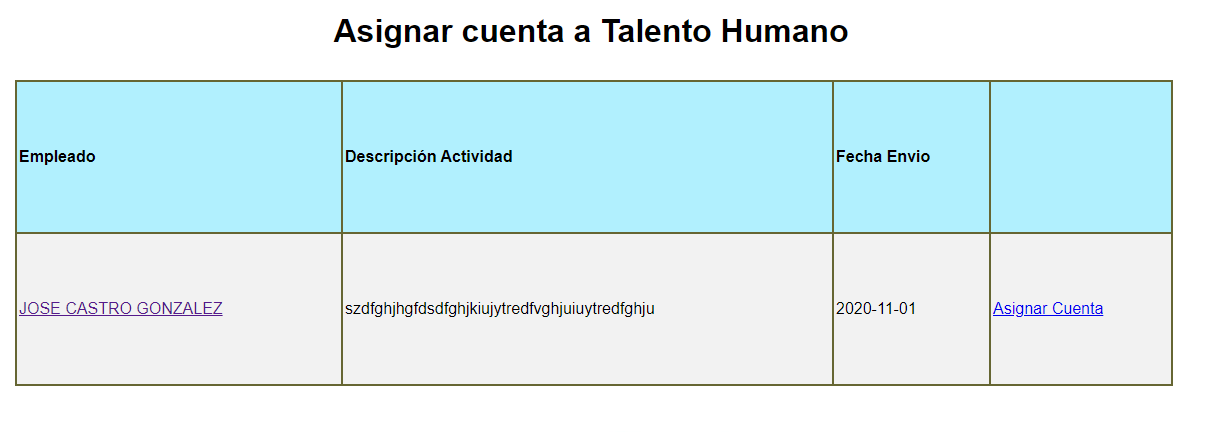 Asignar cuenta a Talento Humano
Empleado Descripción Actividad Fecha Envio
JOSE CASTRO GONZALEZ szdfghjhgfdsdfghjkiujytredfvghjuiuytredfghju 2020-11-01 Asignar Cuenta